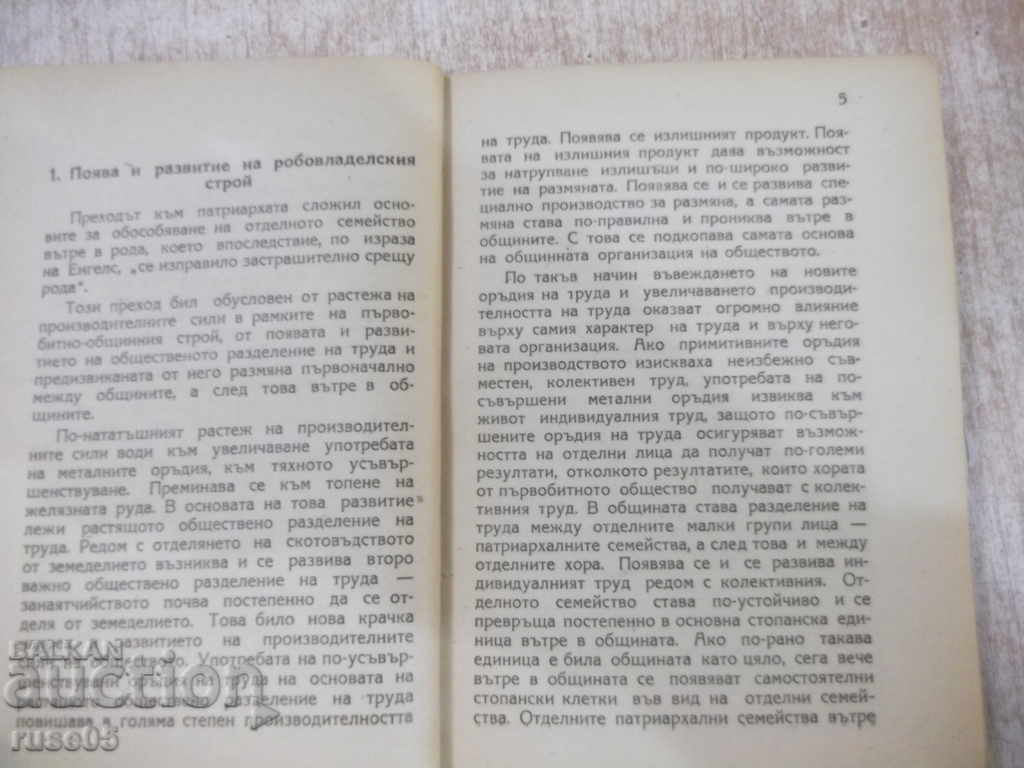 1. Поява и развитие на робовладелския
строй
Преходът към патриархата сложил осно-
вите за обособяване на отделното семейство
вътре в рода, което впоследствие, по израза
на Енгелс, „се изправило застрашително срещу
рода“.
Този преход бил обусловен от растежа на
производителните сили в рамките на първо-
битно-общинния строй, от появата и разви-
тието на общественото разделение на труда и
предизвиканата от него размяна първоначално
между общините, а след това вътре в об-
щините.
По-нататъшният растеж на производител-
ните сили води към увеличаване употребата
на металните оръдия, към тяхното усъвър-
шенствуване. Преминава се към топене на
желязната руда. В основата на това развитие
лежи растящото обществено разделение на
труда. Редом с отделянето на скотовъдството
от земеделието възниква и се развива второ
важно обществено разделение на труда —
занаятчийството почва постепенно да се от-
деля от земеделието. Това било нова крачка
развитието на производителните
Употребата на по-усъвър-
шенствувани оръдия на труда на основата на
обществено разделение на труда
повишава в голяма степен производителността
5
на труда. Появява се излишният продукт. Поя-
вата на излишния продукт дава възможност
за натрупване излишъци и по-широко разви-
тие на размяната. Появява се и се развива спе-
циално производство за размяна, а самата раз-
мяна става по-правилна и прониква вътре в
общините. С това се подкопава самата основа
на общинната организация на обществото.
По такъв начин въвеждането на новите
оръдия на труда и увеличаването производи-
телността на труда оказват огромно влияние
върху самия характер на труда и върху него-
вата организация. Ако примитивните оръдия
на производството изискваха неизбежно съв-
местен, колективен труд, употребата на по-
съвършени метални оръдия извиква към
живот индивидуалния труд, защото по-съвър-
шените оръдия на труда осигуряват възмож-
ността на отделни лица да получат по-големи
резултати, отколкото резултатите, които хората
от първобитното общество получават с колек-
тивния труд. В общината става разделение на
труда между отделните малки групи лица —
патриархалните семейства, а след това и между
отделните хора. Появява се и се развива ин-
дивидуалният труд редом с колективния. От-
делното семейство става по-устойчиво и се
превръща постепенно в основна стопанска еди-
ница вътре в общината. Ако по-рано такава
единица е била общината като цяло, сега вече
вътре в общината се появяват самостоятелни
стопански клетки във вид на отделни семей-
ства. Отделните патриархални семейства вътре
BALKAN
auction
ruse05